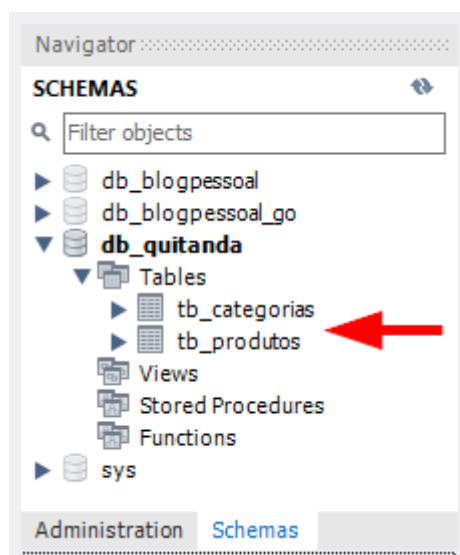 Navigator
SCHEMAS
Filter objects
db_blogpessoal
db_blogpessoal_go
db_quitanda
Tables
tb_categorias
tb_produtos
Views
Stored Procedures
Functions
sys
Administration Schemas